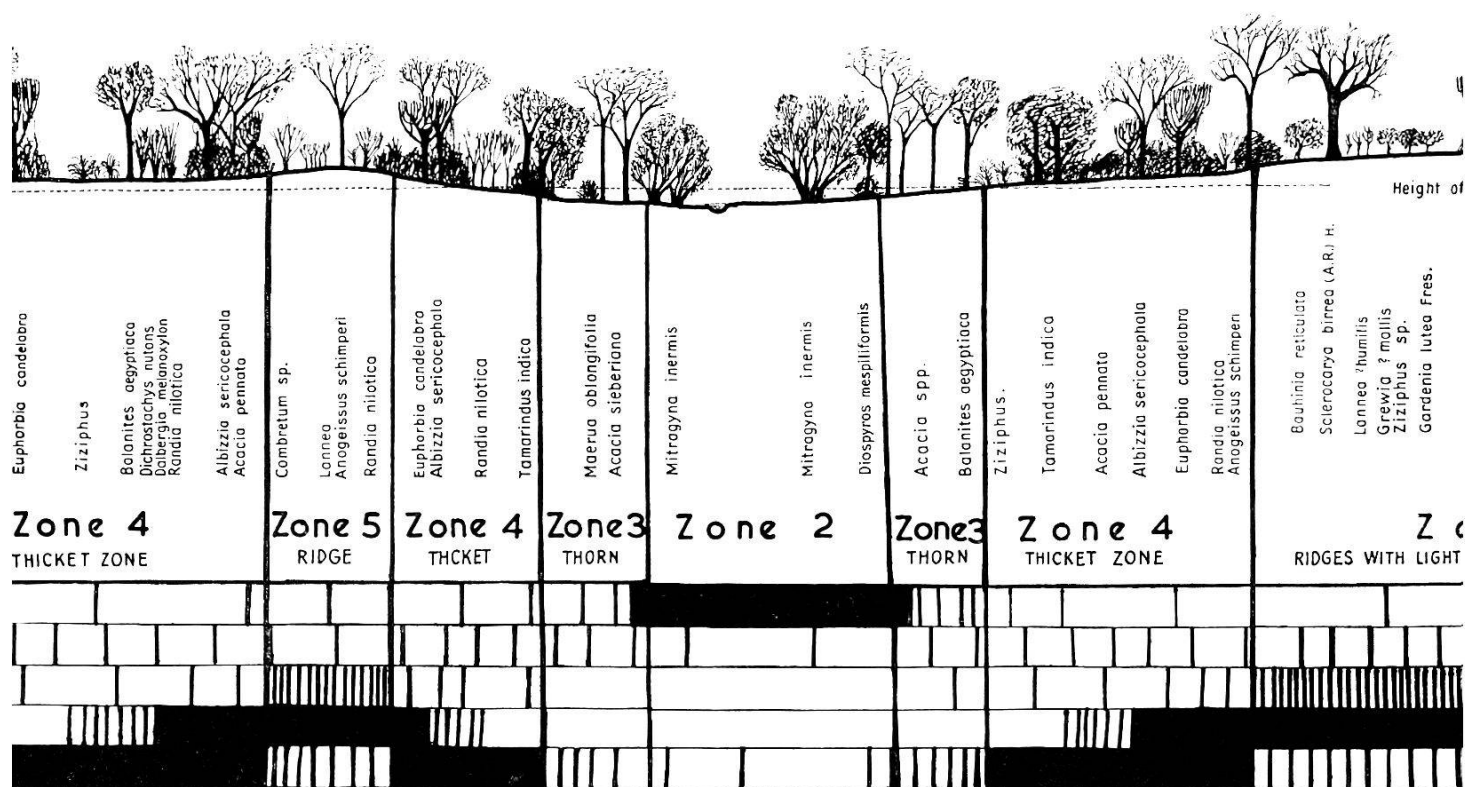 Height of
Euphorbia candelabra
Ziziphus
Balanites aegyptiaca
Dichrostachys nutans
Dalbergia melanoxylon
Randia nilotica
Albizzia sericocephala
Acacia pennata
Combretum sp.
Lannea
Anogeissus schimperi
Randia nilotica
Euphorbia candelabra
Albizzia sericocephala
Randia nilotica
Tamarindus indica
Maerua oblongifolia
Acacia sieberiana
Mitragyna inermis
Mitragyna inermis
Diospyros mespilliformis
Acacia spp.
Balanites aegyptiaca
Ziziphus.
Tamarindus indica
Acacia pennata
Albizzia sericocephala
Euphorbia candelabra
Randia nilotica
Anogeissus schimperi
Bauhinia reticulata
Sclerocarya birrea (A.R.) H.
Lannea ?humilis
Grewia ? mollis
Ziziphus sp.
Gardenia lutea Fres.
Zone 4
THICKET ZONE
Zone 5
RIDGE
Zone 4
THCKET
Zone 3
THORN
Zone 2
Zone 3
THORN
Zone 4
THICKET ZONE
RIDGES WITH LIGHT